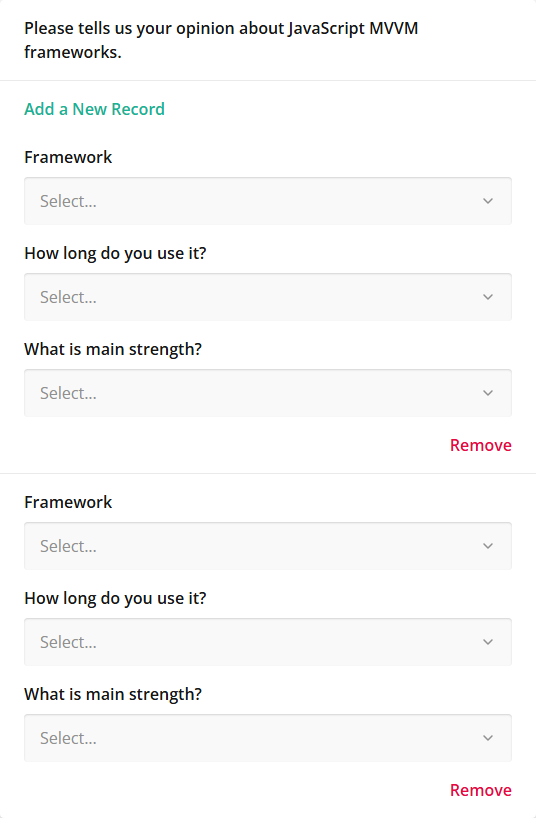 Please tells us your opinion about JavaScript MVVM
frameworks.
Add a New Record
Framework
Select...
How long do you use it?
Select...
What is main strength?
Select...
Remove
Framework
Select...
How long do you use it?
Select...
What is main strength?
Select...
Remove